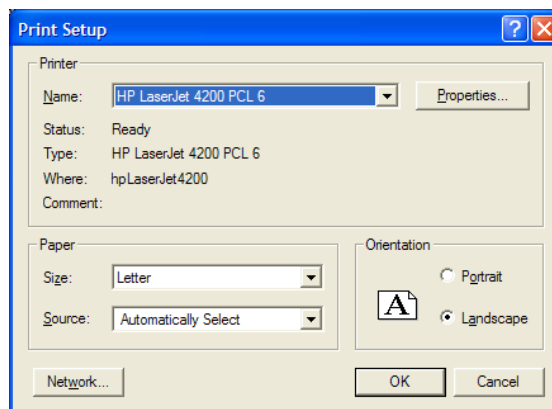 Print Setup
Printer
Name: HP LaserJet 4200 PCL 6 Properties...
Status: Ready
Type: HP LaserJet 4200 PCL 6
Where: hpLaserJet4200
Comment:
Paper
Size: Letter
Source: Automatically Select
Orientation
Portrait
A
Landscape
Network... OK Cancel